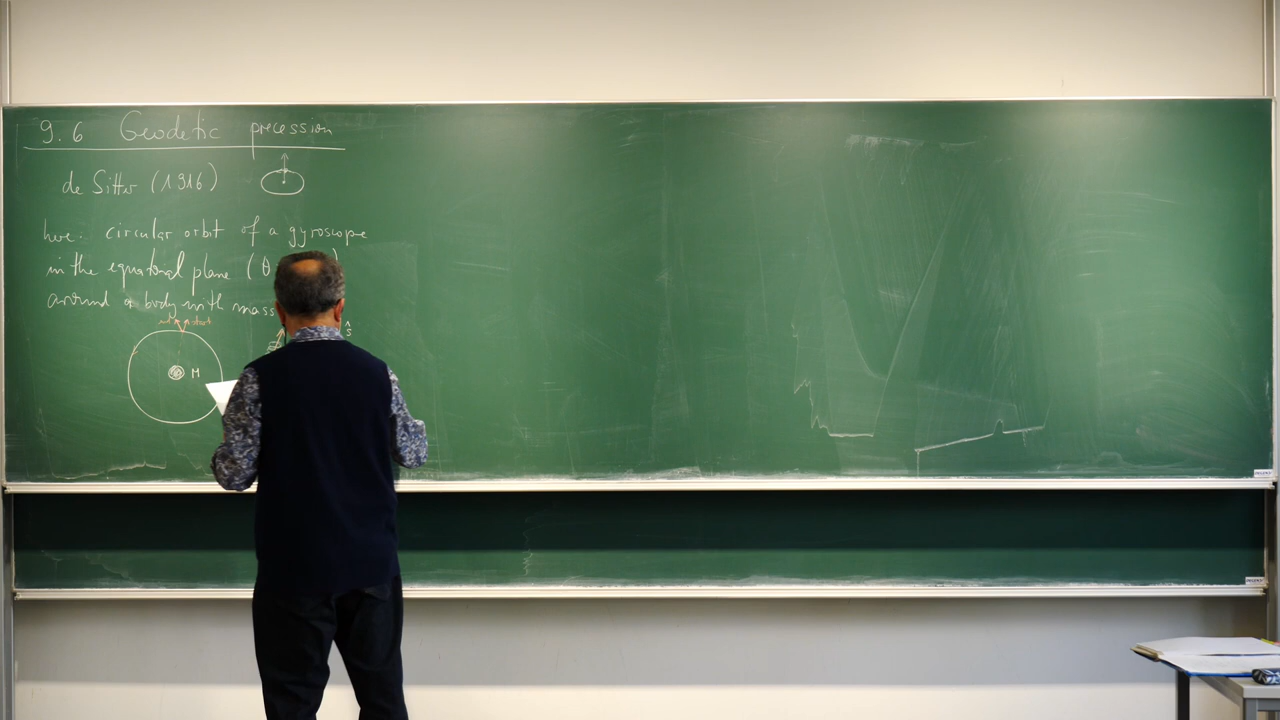 9.6 Geodetic precession
de Sitter (1916)
here: circular orbit of a gyroscope
in the equatorial plane (θ )
around a body with mass
start
M
ŝ